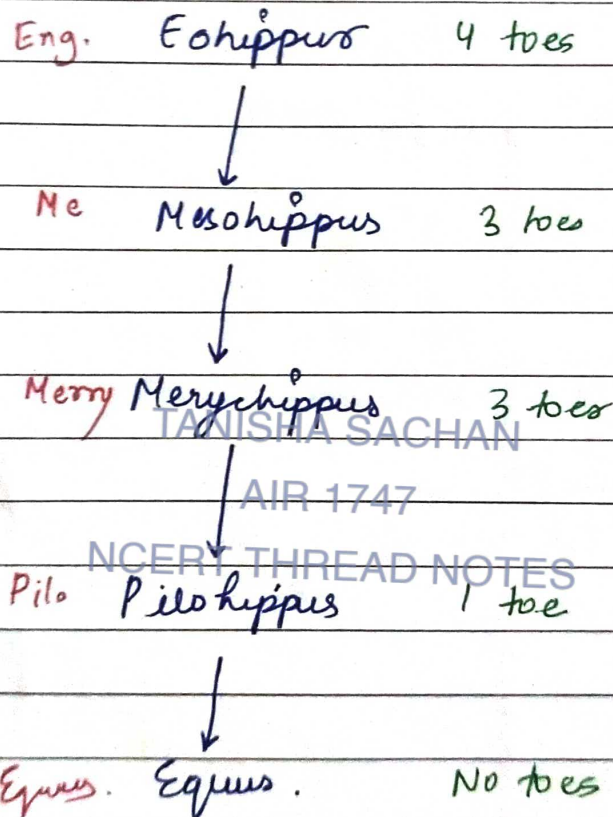 Eng. Eohippus 4 toes
Me Mesohippus 3 toes
Merry Merychippus 3 toes
TANISHA SACHAN
AIR 1747
NCERT THREAD NOTES
Pilo Pilohippus 1 toe
Equus. Equus. No toes